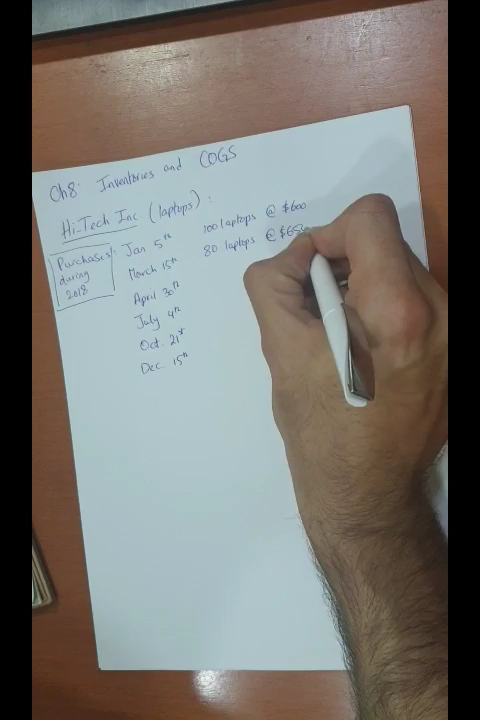 Ch8: Inventories and COGS
Hi-Tech Inc (laptops) :
Purchases during 2018 : Jan 5th 100 laptops @ $600
March 15th 80 laptops @ $650
April 30th
July 4th
Oct. 21st
Dec. 15th